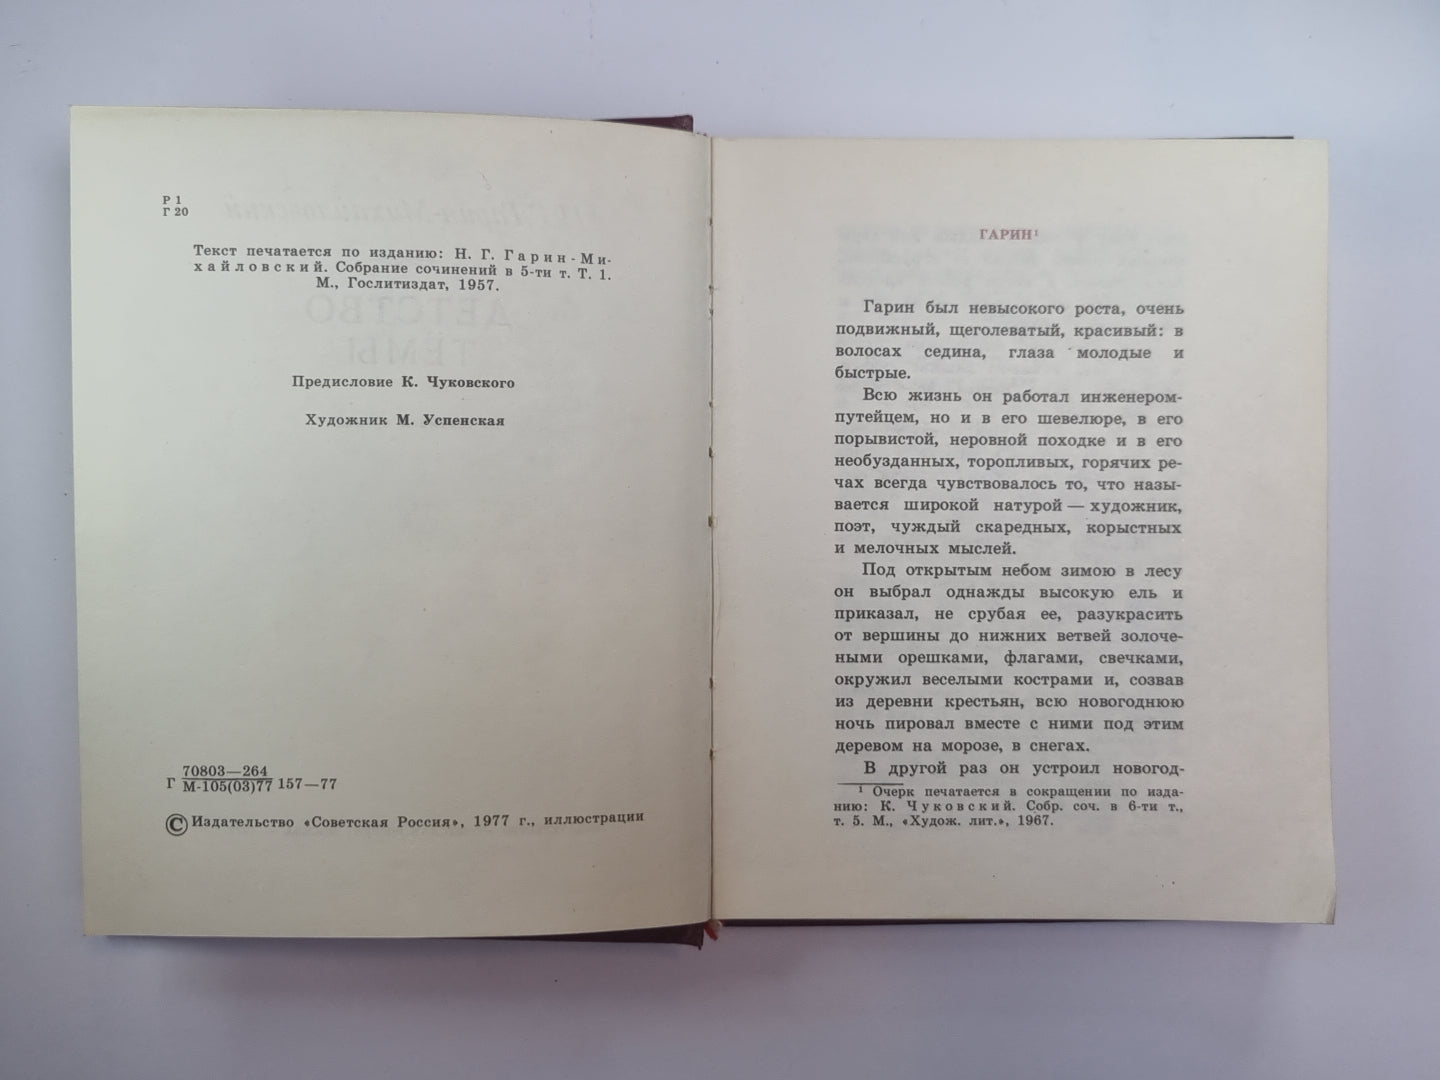 Р 1
Г 20
Текст печатается по изданию: Н. Г. Гарин-Ми-
хайловский. Собрание сочинений в 5-ти т. Т. 1.
М., Гослитиздат, 1957.
Предисловие К. Чуковского
Художник М. Успенская
Г 70803—264
М-105(03)77 157—77
© Издательство «Советская Россия», 1977 г., иллюстрации
ГАРИН¹
Гарин был невысокого роста, очень
подвижный, щеголеватый, красивый: в
волосах седина, глаза молодые и
быстрые.
Всю жизнь он работал инженером-
путейцем, но и в его шевелюре, в его
порывистой, неровной походке и в его
необузданных, торопливых, горячих ре-
чах всегда чувствовалось то, что назы-
вается широкой натурой — художник,
поэт, чуждый скаредных, корыстных
и мелочных мыслей.
Под открытым небом зимою в лесу
он выбрал однажды высокую ель и
приказал, не срубая ее, разукрасить
от вершины до нижних ветвей золоче-
ными орешками, флагами, свечками,
окружил веселыми кострами и, созвав
из деревни крестьян, всю новогоднюю
ночь пировал вместе с ними под этим
деревом на морозе, в снегах.
В другой раз он устроил новогод-
¹ Очерк печатается в сокращении по изда-
нию: К. Чуковский. Собр. соч. в 6-ти т.,
т. 5. М., «Худож. лит.», 1967.